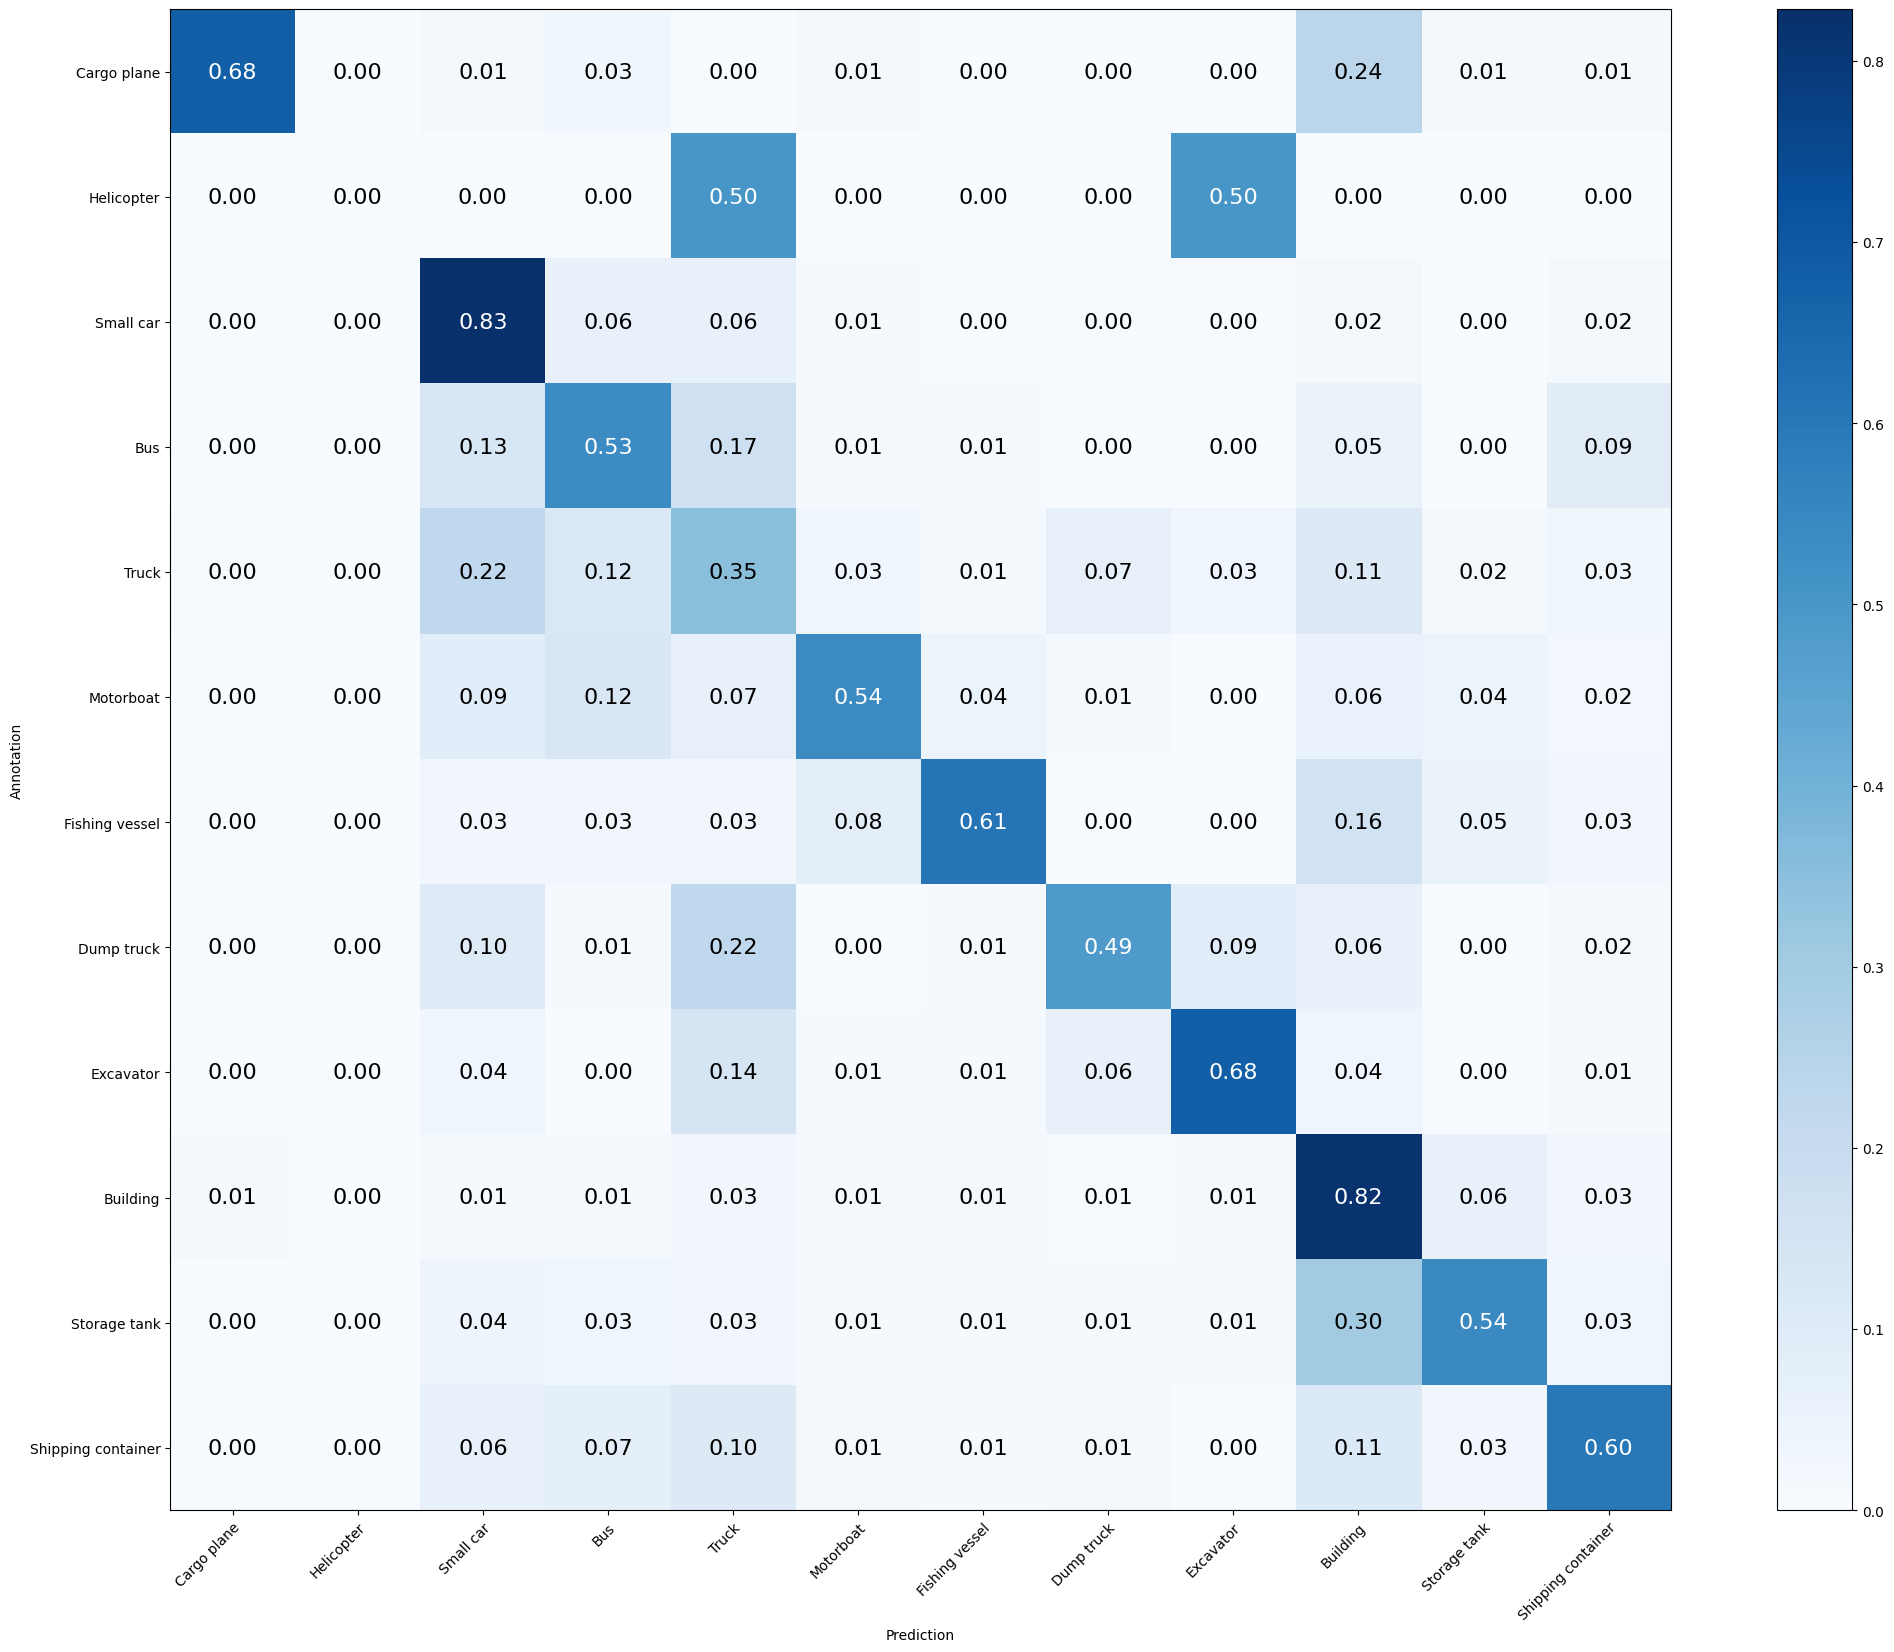 Cargo plane 0.68 0.00 0.01 0.03 0.00 0.01 0.00 0.00 0.00 0.24 0.01 0.01
Helicopter 0.00 0.00 0.00 0.00 0.50 0.00 0.00 0.00 0.50 0.00 0.00 0.00
Small car 0.00 0.00 0.83 0.06 0.06 0.01 0.00 0.00 0.00 0.02 0.00 0.02
Bus 0.00 0.00 0.13 0.53 0.17 0.01 0.01 0.00 0.00 0.05 0.00 0.09
Truck 0.00 0.00 0.22 0.12 0.35 0.03 0.01 0.07 0.03 0.11 0.02 0.03
Motorboat 0.00 0.00 0.09 0.12 0.07 0.54 0.04 0.01 0.00 0.06 0.04 0.02
Fishing vessel 0.00 0.00 0.03 0.03 0.03 0.08 0.61 0.00 0.00 0.16 0.05 0.03
Dump truck 0.00 0.00 0.10 0.01 0.22 0.00 0.01 0.49 0.09 0.06 0.00 0.02
Excavator 0.00 0.00 0.04 0.00 0.14 0.01 0.01 0.06 0.68 0.04 0.00 0.01
Building 0.01 0.00 0.01 0.01 0.03 0.01 0.01 0.01 0.01 0.82 0.06 0.03
Storage tank 0.00 0.00 0.04 0.03 0.03 0.01 0.01 0.01 0.01 0.30 0.54 0.03
Shipping container 0.00 0.00 0.06 0.07 0.10 0.01 0.01 0.01 0.00 0.11 0.03 0.60
Annotation
Cargo plane
Helicopter
Small car
Bus
Truck
Motorboat
Fishing vessel
Dump truck
Excavator
Building
Storage tank
Shipping container
Prediction
0.8
0.7
0.6
0.5
0.4
0.3
0.2
0.1
0.0